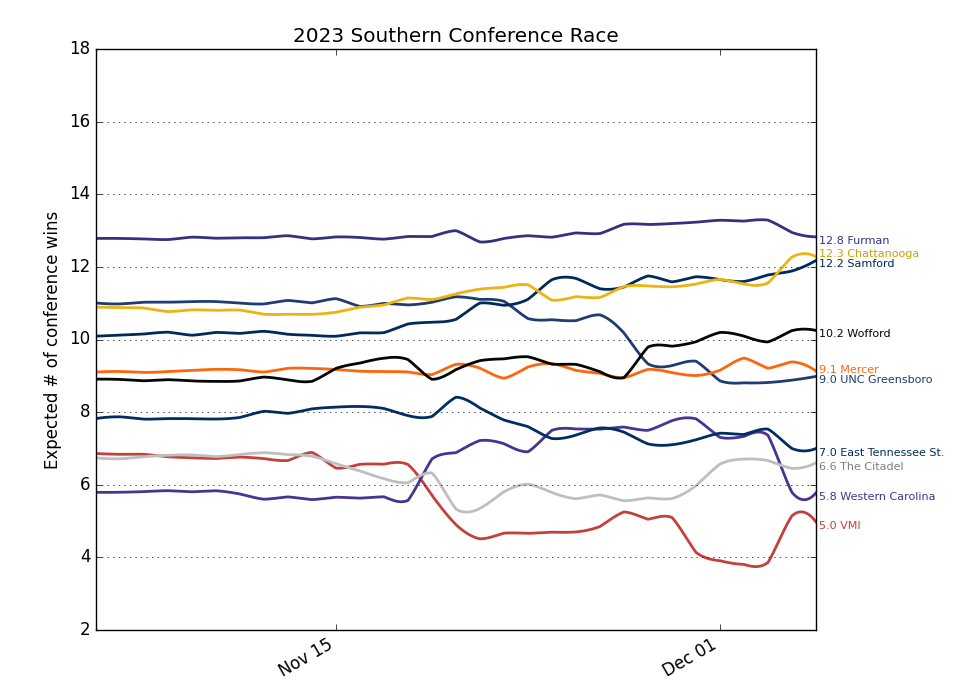 2023 Southern Conference Race
Expected # of conference wins
18
16
14
12
10
8
6
4
2
Nov 15
Dec 01
12.8 Furman
12.3 Chattanooga
12.2 Samford
10.2 Wofford
9.1 Mercer
9.0 UNC Greensboro
7.0 East Tennessee St.
6.6 The Citadel
5.8 Western Carolina
5.0 VMI